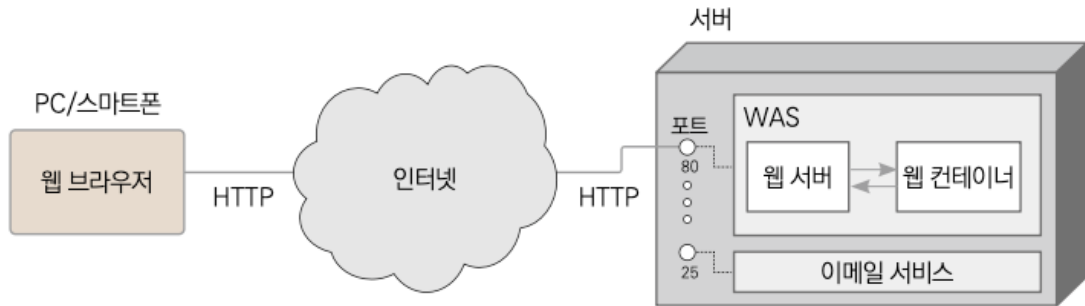 서버
PC/스마트폰
웹 브라우저
HTTP
인터넷
HTTP
포트
80
25
WAS
웹 서버
웹 컨테이너
이메일 서비스